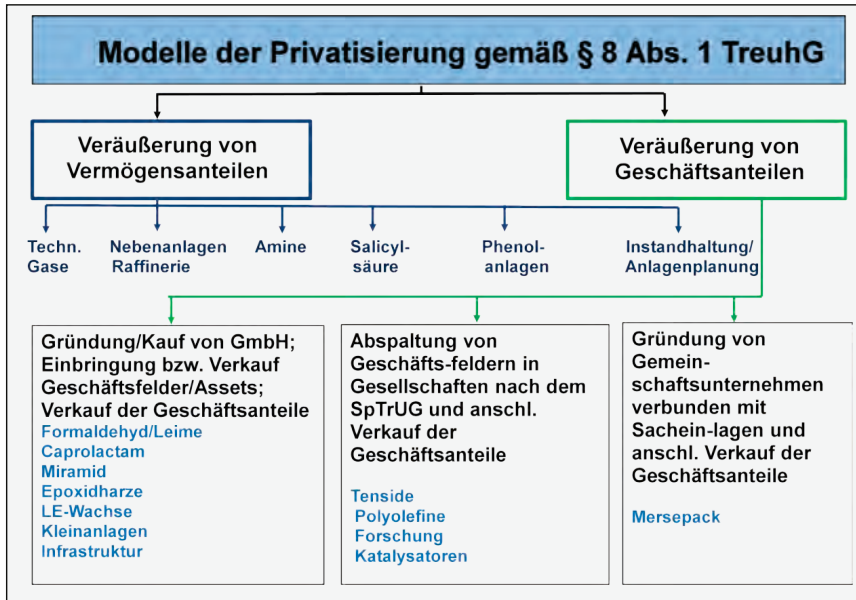 Modelle der Privatisierung gemäß § 8 Abs. 1 TreuhG
Veräußerung von
Vermögensanteilen
Veräußerung von
Geschäftsanteilen
Techn.
Gase
Nebenanlagen
Raffinerie
Amine
Salicyl-
säure
Phenol-
anlagen
Instandhaltung/
Anlagenplanung
Gründung/Kauf von GmbH;
Einbringung bzw. Verkauf
Geschäftsfelder/Assets;
Verkauf der Geschäftsanteile
Formaldehyd/Leime
Caprolactam
Miramid
Epoxidharze
LE-Wachse
Kleinanlagen
Infrastruktur
Abspaltung von
Geschäfts-feldern in
Gesellschaften nach dem
SpTrUG und anschl.
Verkauf der
Geschäftsanteile
Tenside
Polyolefine
Forschung
Katalysatoren
Gründung von
Gemein-
schaftsunternehmen
verbunden mit
Sachein-lagen und
anschl. Verkauf der
Geschäftsanteile
Mersepack